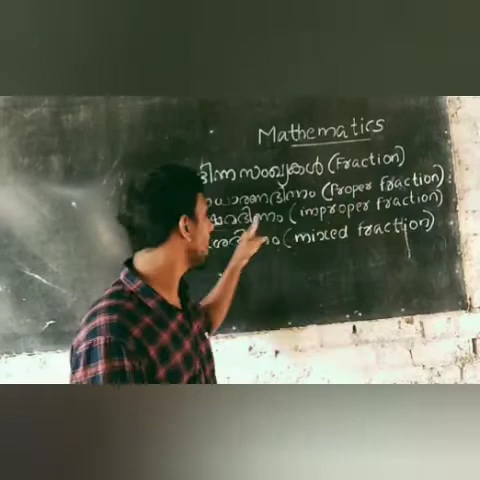 Mathematics
ഭിന്നസംഖ്യകൾ (Fraction)
(Proper fraction) :
(improper fraction)
(mixed fraction)